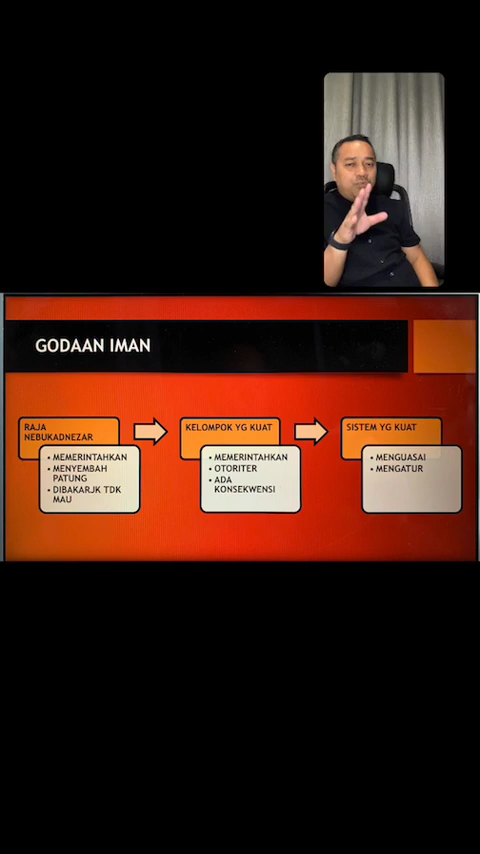 GODAAN IMAN
RAJA
NEBUKADNEZAR
• MEMERINTAHKAN
• MENYEMBAH
PATUNG
• DIBAKARJK TDK
MAU
KELOMPOK YG KUAT
• MEMERINTAHKAN
• OTORITER
• ADA
KONSEKWENSI
SISTEM YG KUAT
• MENGUASAI
• MENGATUR